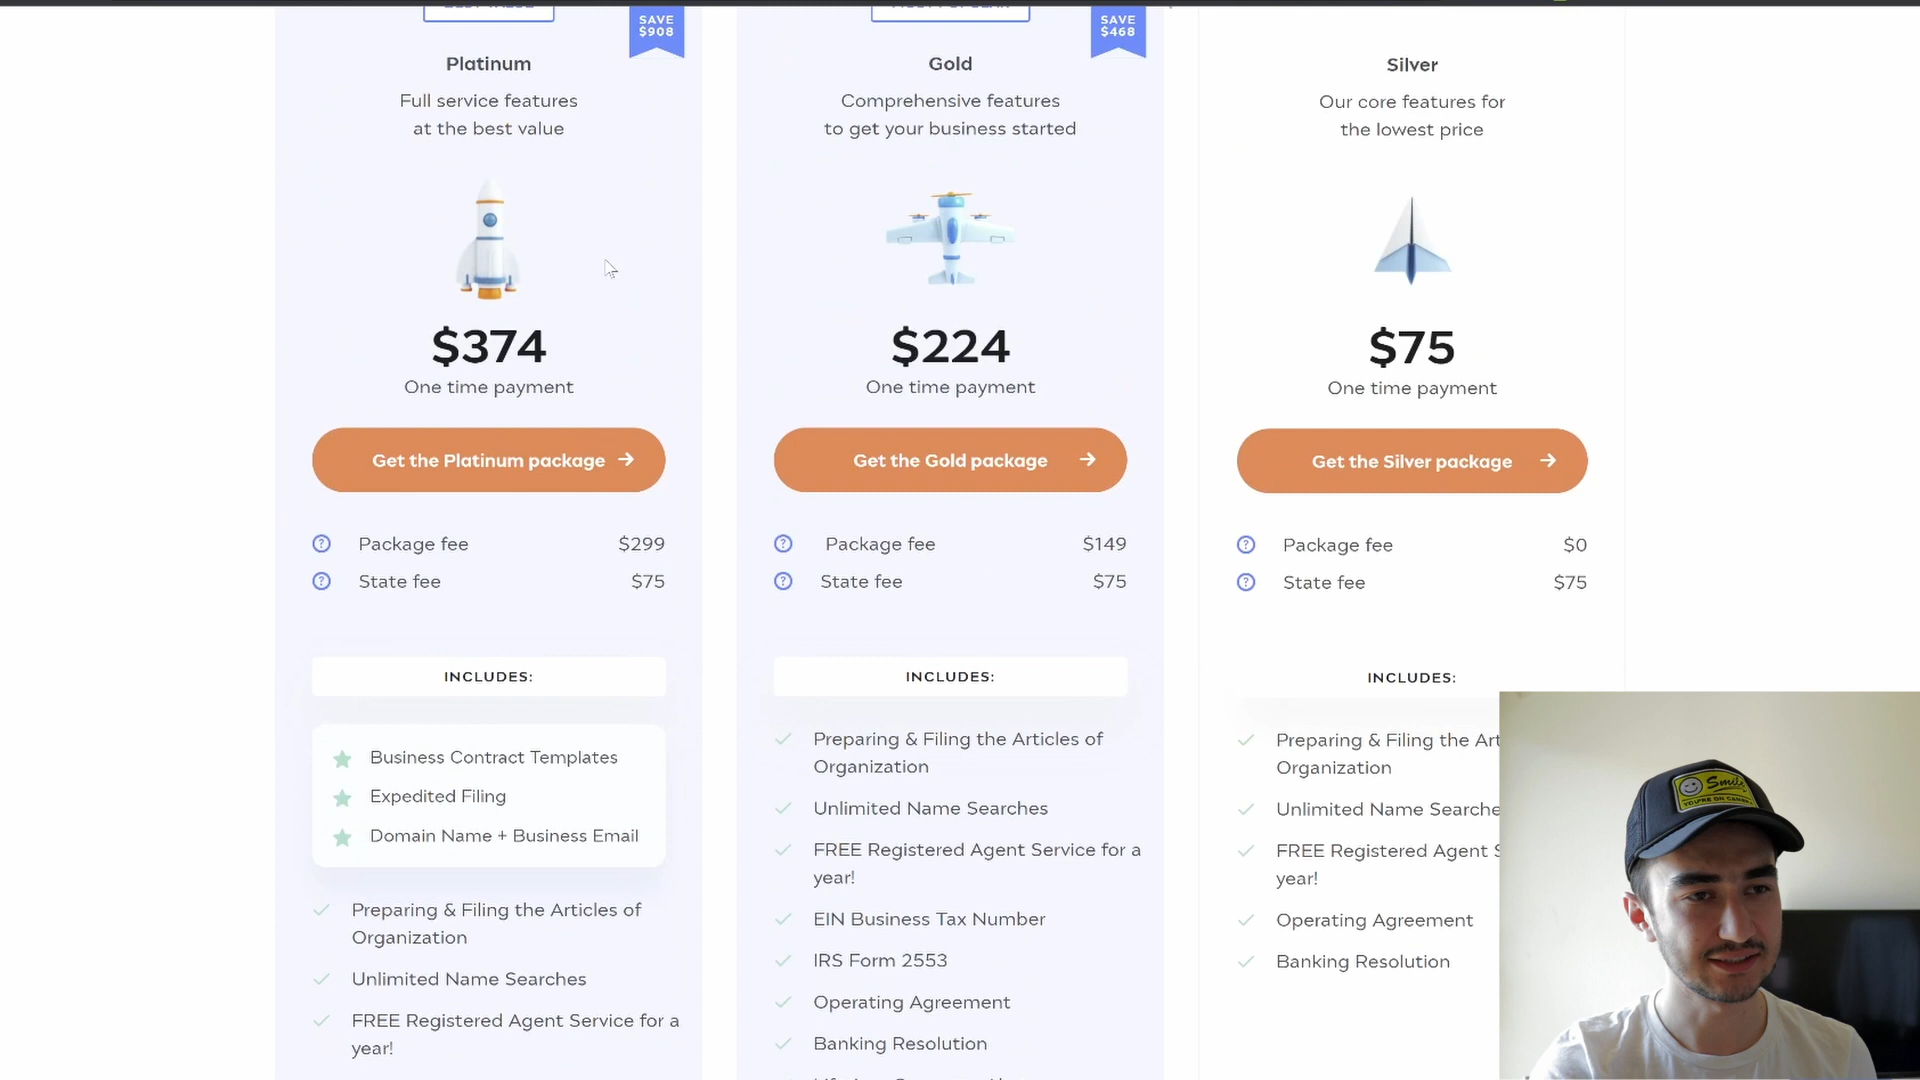 SAVE
$908
Platinum
Full service features
at the best value
$374
One time payment
Get the Platinum package
Package fee $299
State fee $75
INCLUDES:
Business Contract Templates
Expedited Filing
Domain Name + Business Email
Preparing & Filing the Articles of
Organization
Unlimited Name Searches
FREE Registered Agent Service for a
year!
SAVE
$468
Gold
Comprehensive features
to get your business started
$224
One time payment
Get the Gold package
Package fee $149
State fee $75
INCLUDES:
Preparing & Filing the Articles of
Organization
Unlimited Name Searches
FREE Registered Agent Service for a
year!
EIN Business Tax Number
IRS Form 2553
Operating Agreement
Banking Resolution
Silver
Our core features for
the lowest price
$75
One time payment
Get the Silver package
Package fee $0
State fee $75
INCLUDES:
Preparing & Filing the Art
Organization
Unlimited Name Searche
FREE Registered Agent S
year!
Operating Agreement
Banking Resolution
Smile
YOU'RE ON CAMERA